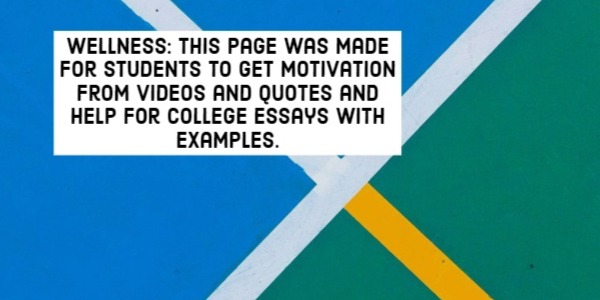 WELLNESS: THIS PAGE WAS MADE
FOR STUDENTS TO GET MOTIVATION
FROM VIDEOS AND QUOTES AND
HELP FOR COLLEGE ESSAYS WITH
EXAMPLES.